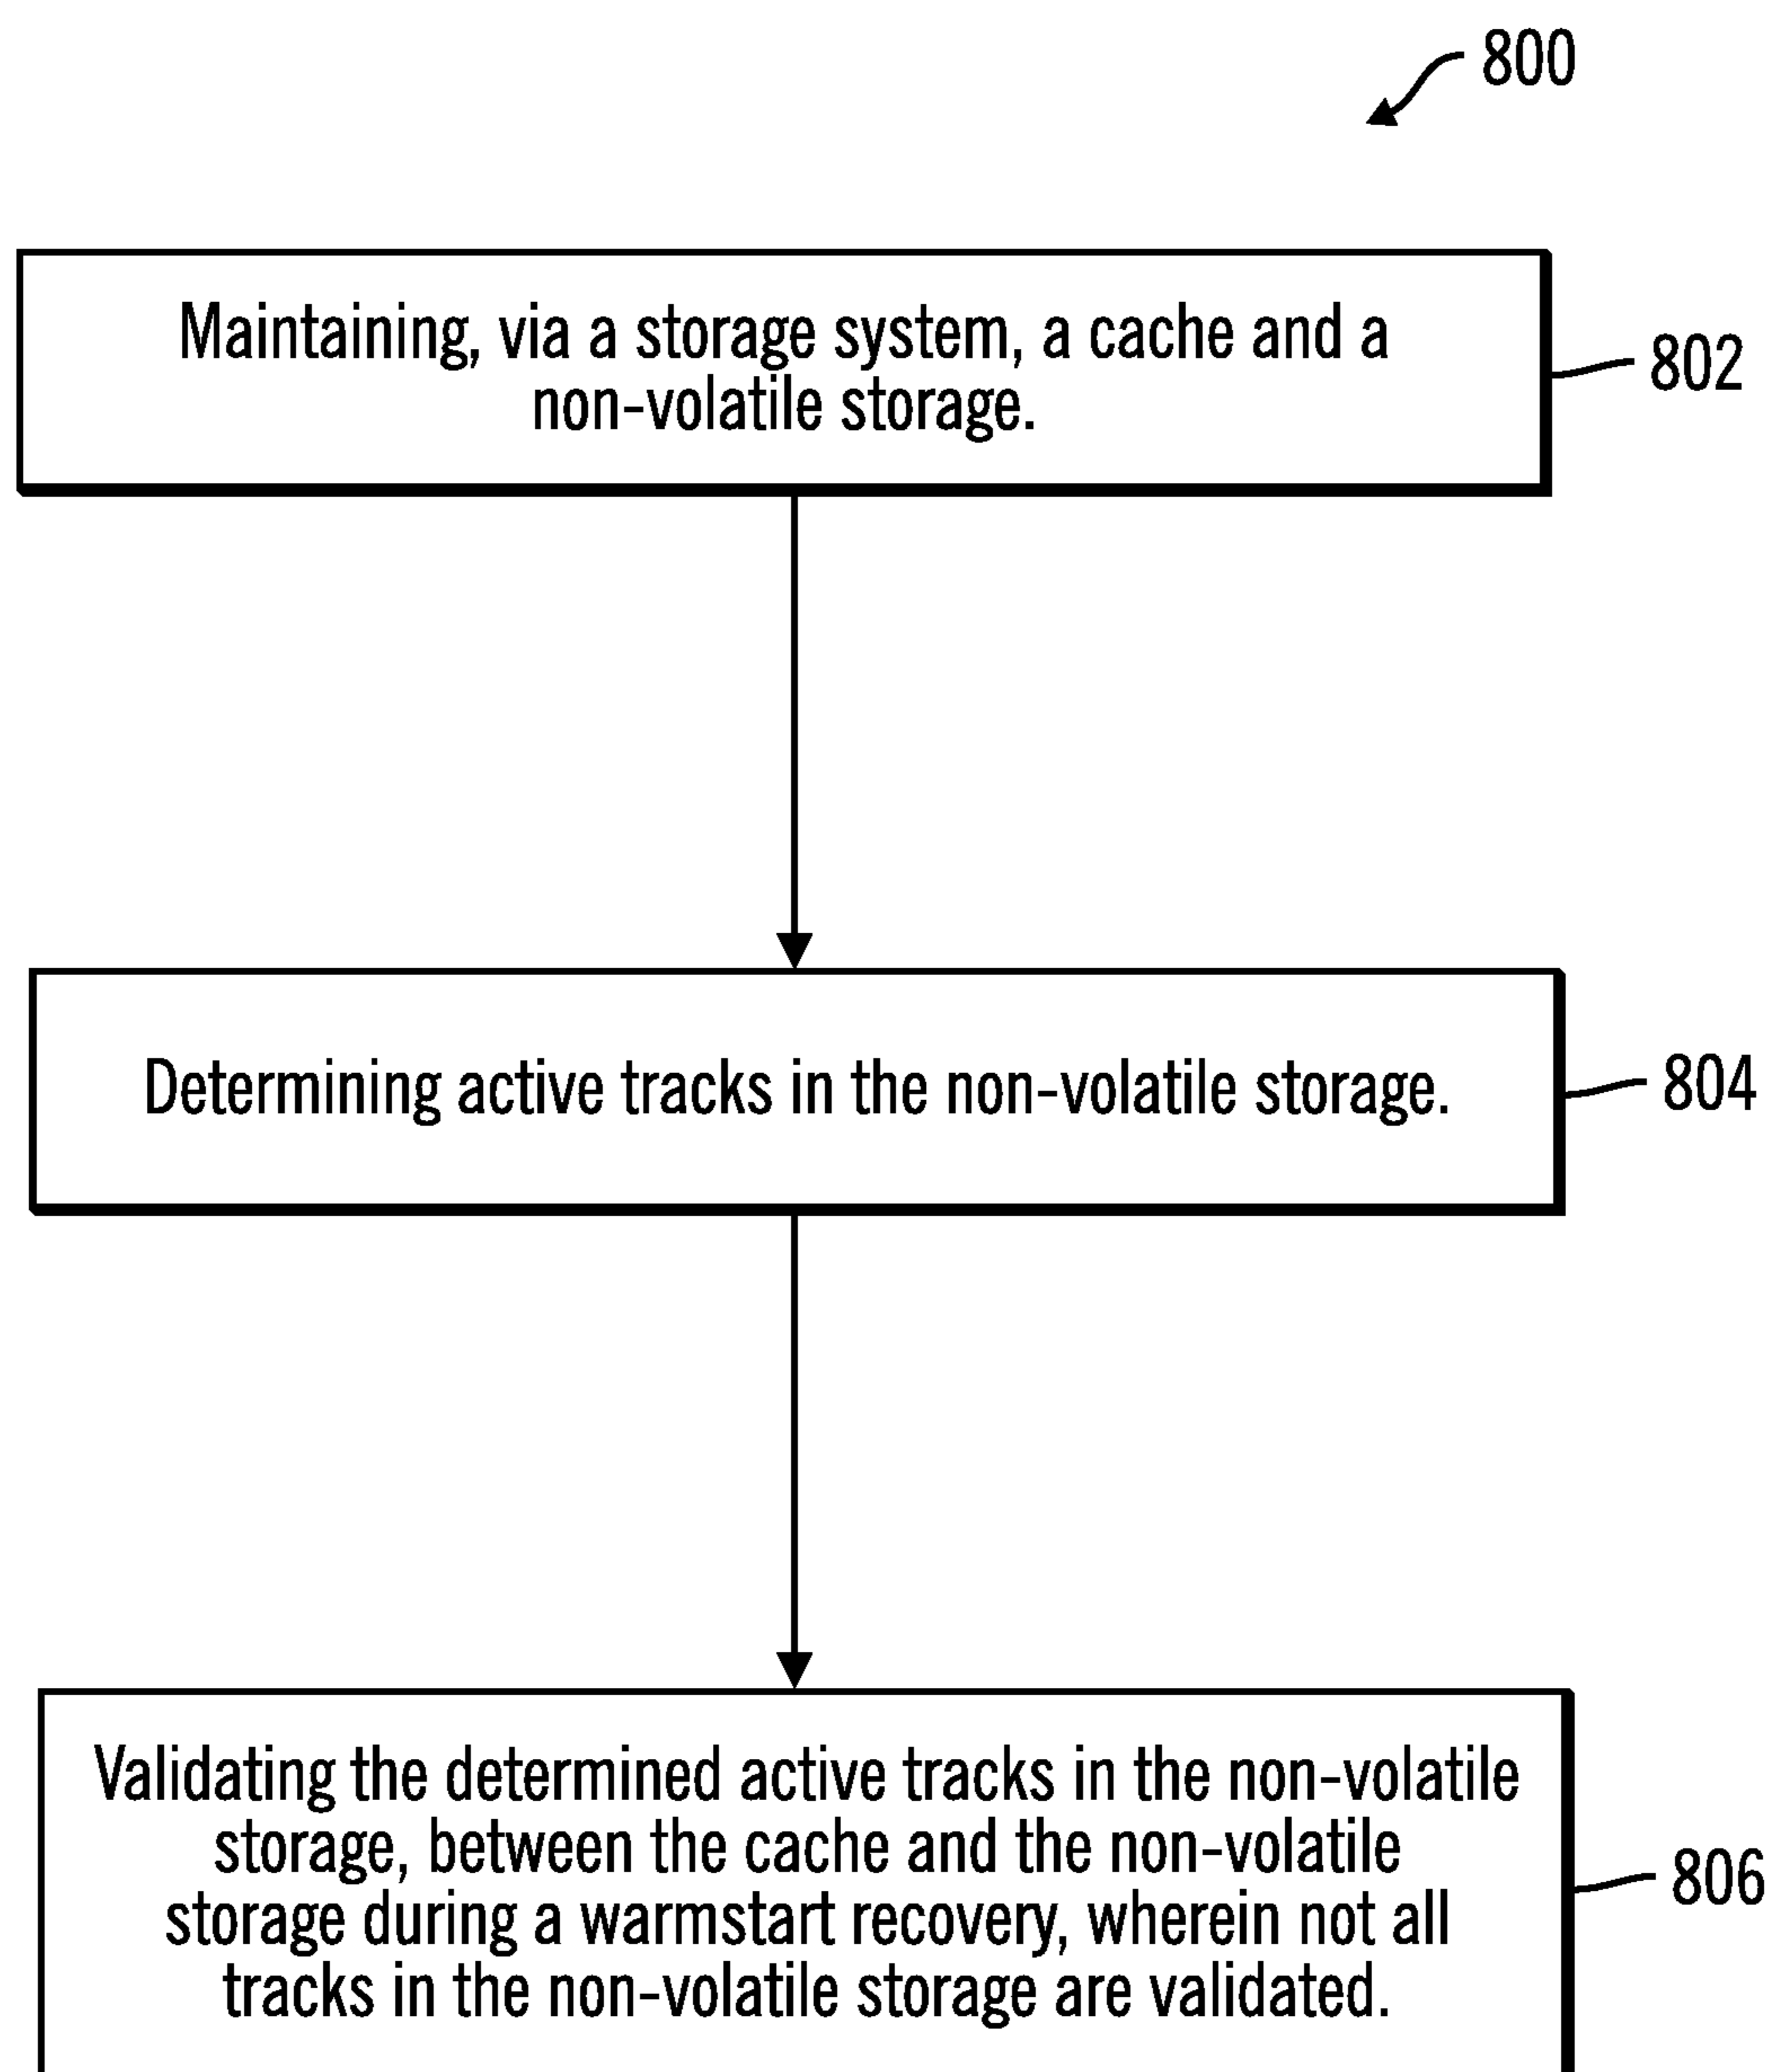 800
Maintaining, via a storage system, a cache and a
non-volatile storage.
802
Determining active tracks in the non-volatile storage.
804
Validating the determined active tracks in the non-volatile
storage, between the cache and the non-volatile
storage during a warmstart recovery, wherein not all
tracks in the non-volatile storage are validated.
806